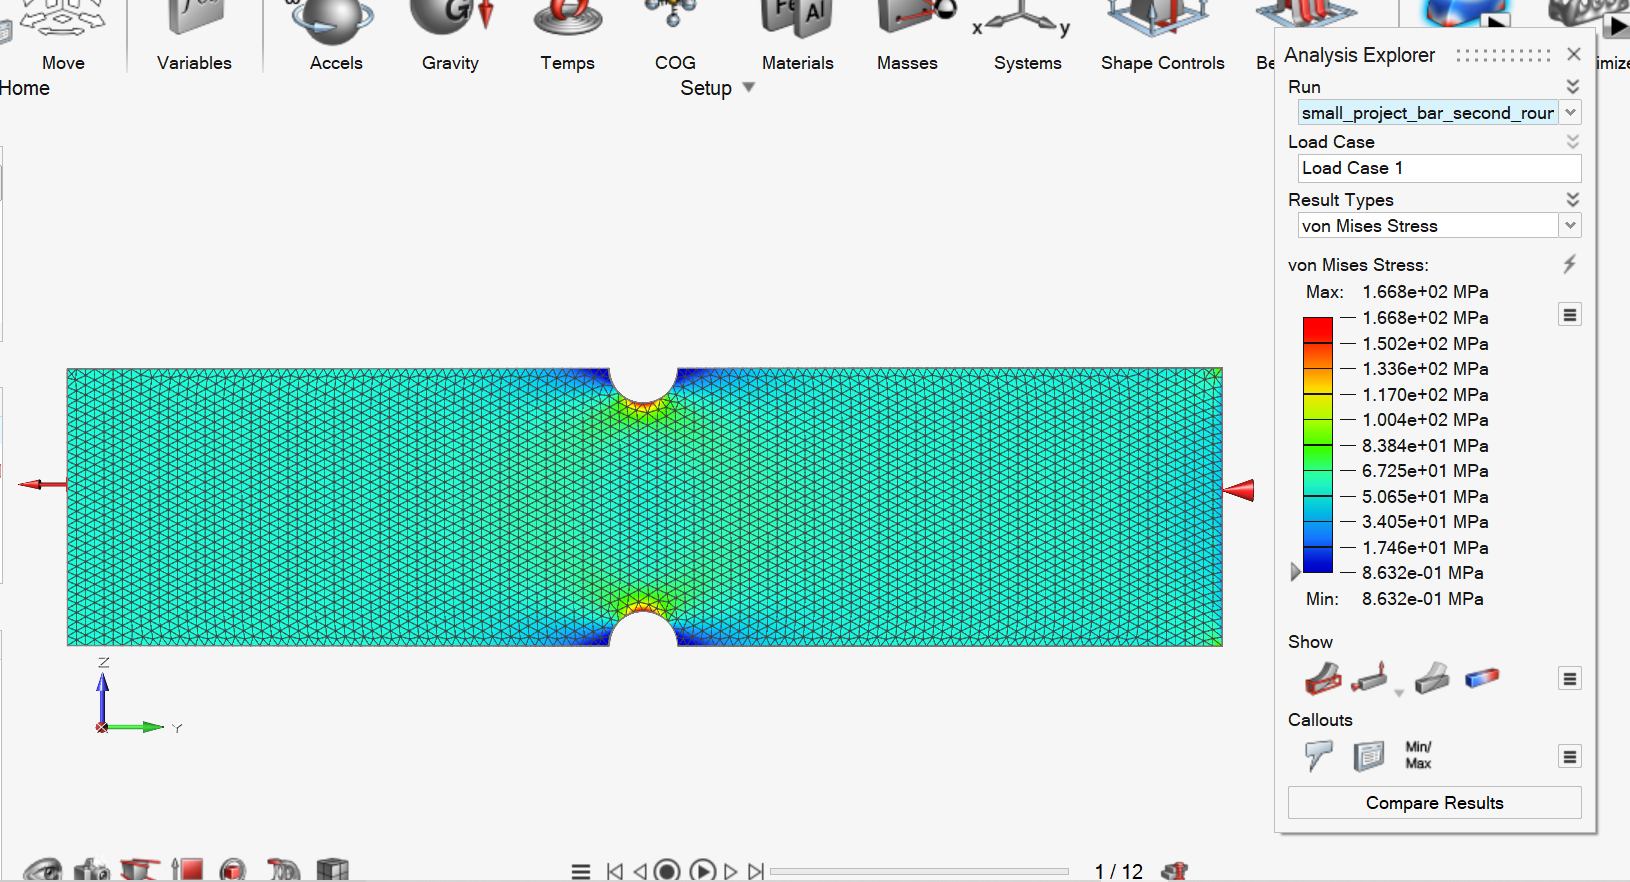 Fe Al
x y
Move Variables Accels Gravity Temps COG Materials Masses Systems Shape Controls
Home
Setup
Analysis Explorer
Run
small_project_bar_second_rour
Load Case
Load Case 1
Result Types
von Mises Stress
von Mises Stress:
Max: 1.668e+02 MPa
1.668e+02 MPa
1.502e+02 MPa
1.336e+02 MPa
1.170e+02 MPa
1.004e+02 MPa
8.384e+01 MPa
6.725e+01 MPa
5.065e+01 MPa
3.405e+01 MPa
1.746e+01 MPa
8.632e-01 MPa
Min: 8.632e-01 MPa
Show
Callouts
Min/
Max
Compare Results
Z
Y
1 / 12